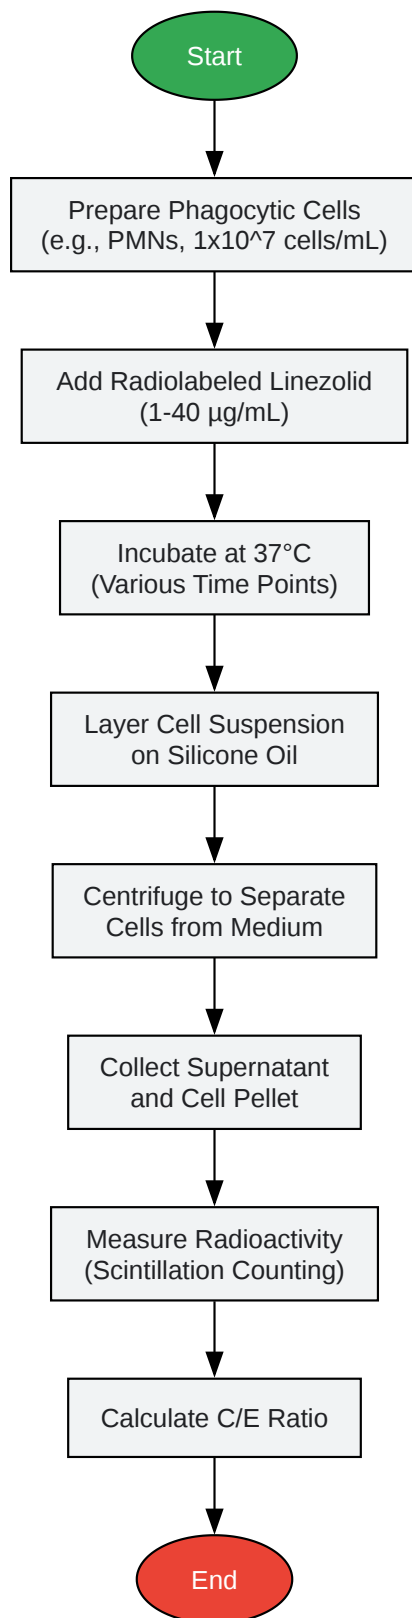 Start
Prepare Phagocytic Cells
(e.g., PMNs, 1x10^7 cells/mL)
Add Radiolabeled Linezolid
(1-40 µg/mL)
Incubate at 37°C
(Various Time Points)
Layer Cell Suspension
on Silicone Oil
Centrifuge to Separate
Cells from Medium
Collect Supernatant
and Cell Pellet
Measure Radioactivity
(Scintillation Counting)
Calculate C/E Ratio
End